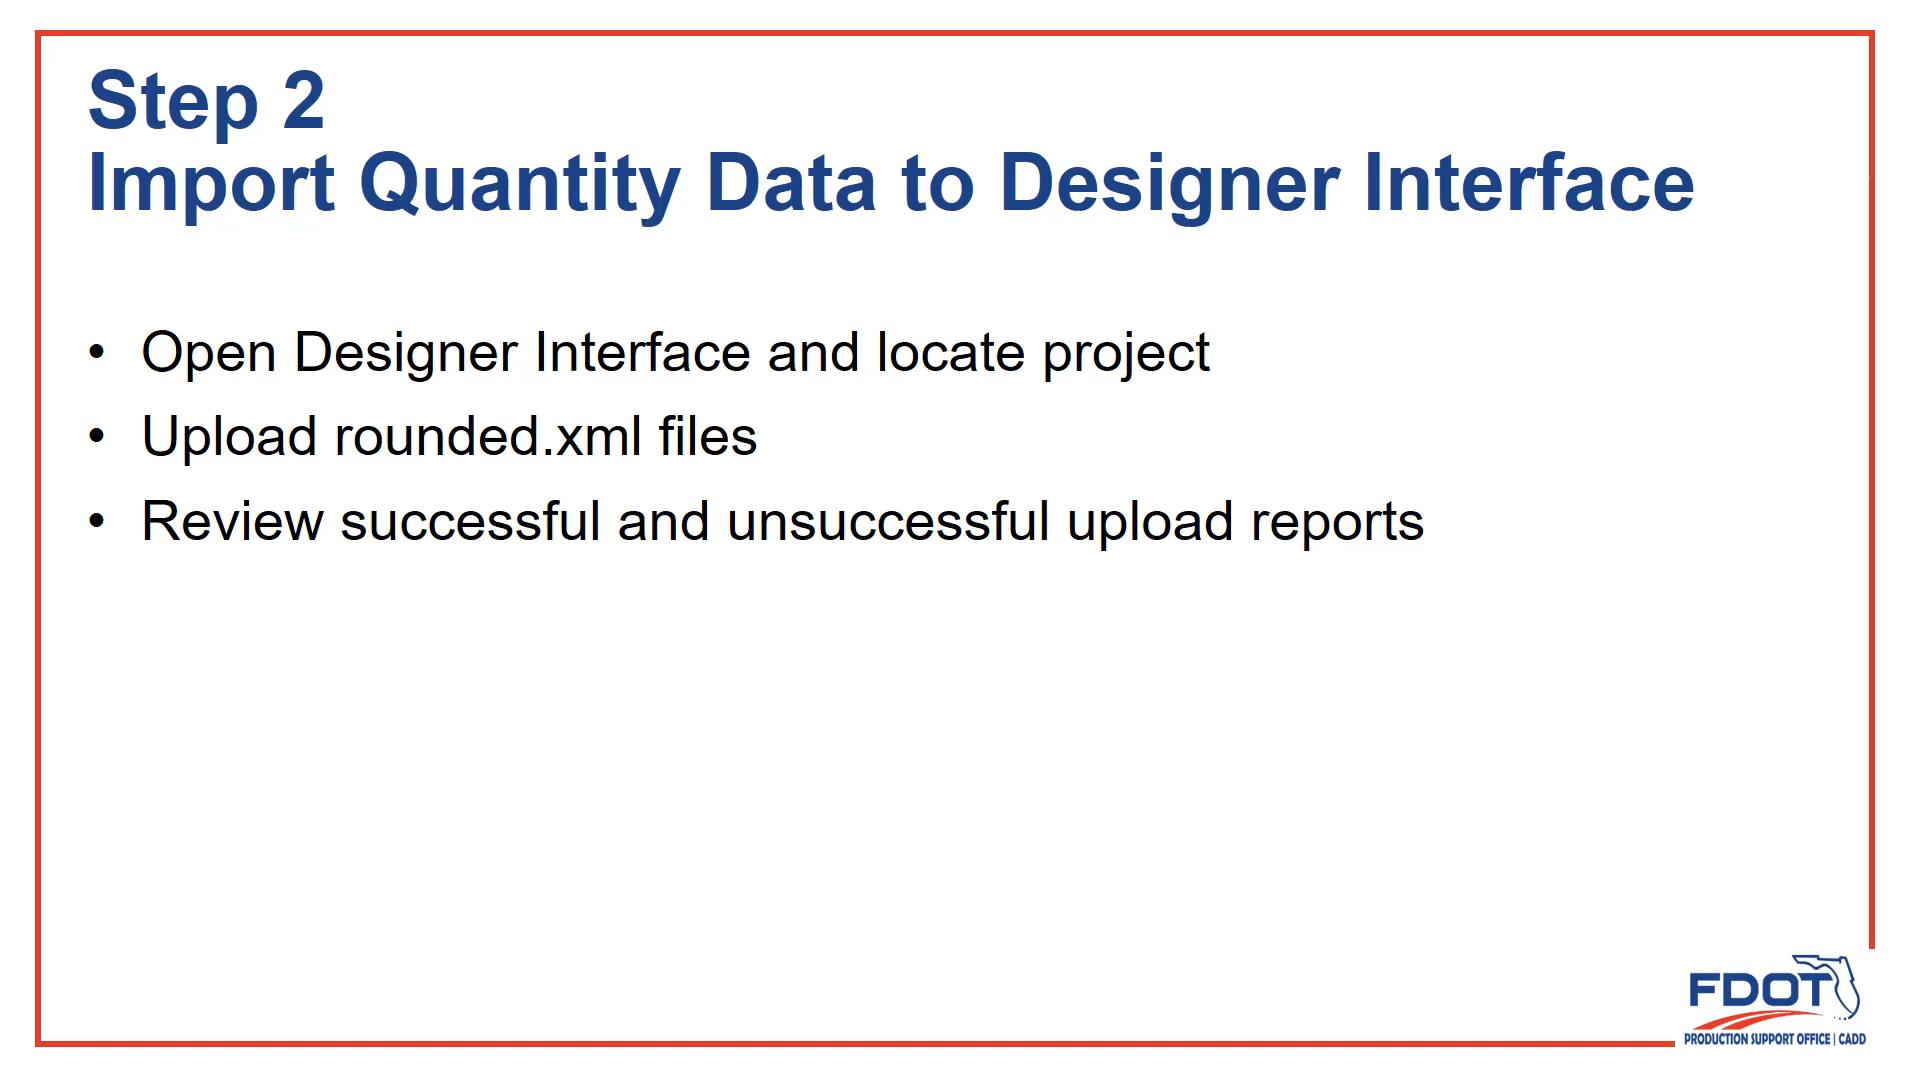 Step 2
Import Quantity Data to Designer Interface
• Open Designer Interface and locate project
• Upload rounded.xml files
• Review successful and unsuccessful upload reports
FDOT
PRODUCTION SUPPORT OFFICE | CADD